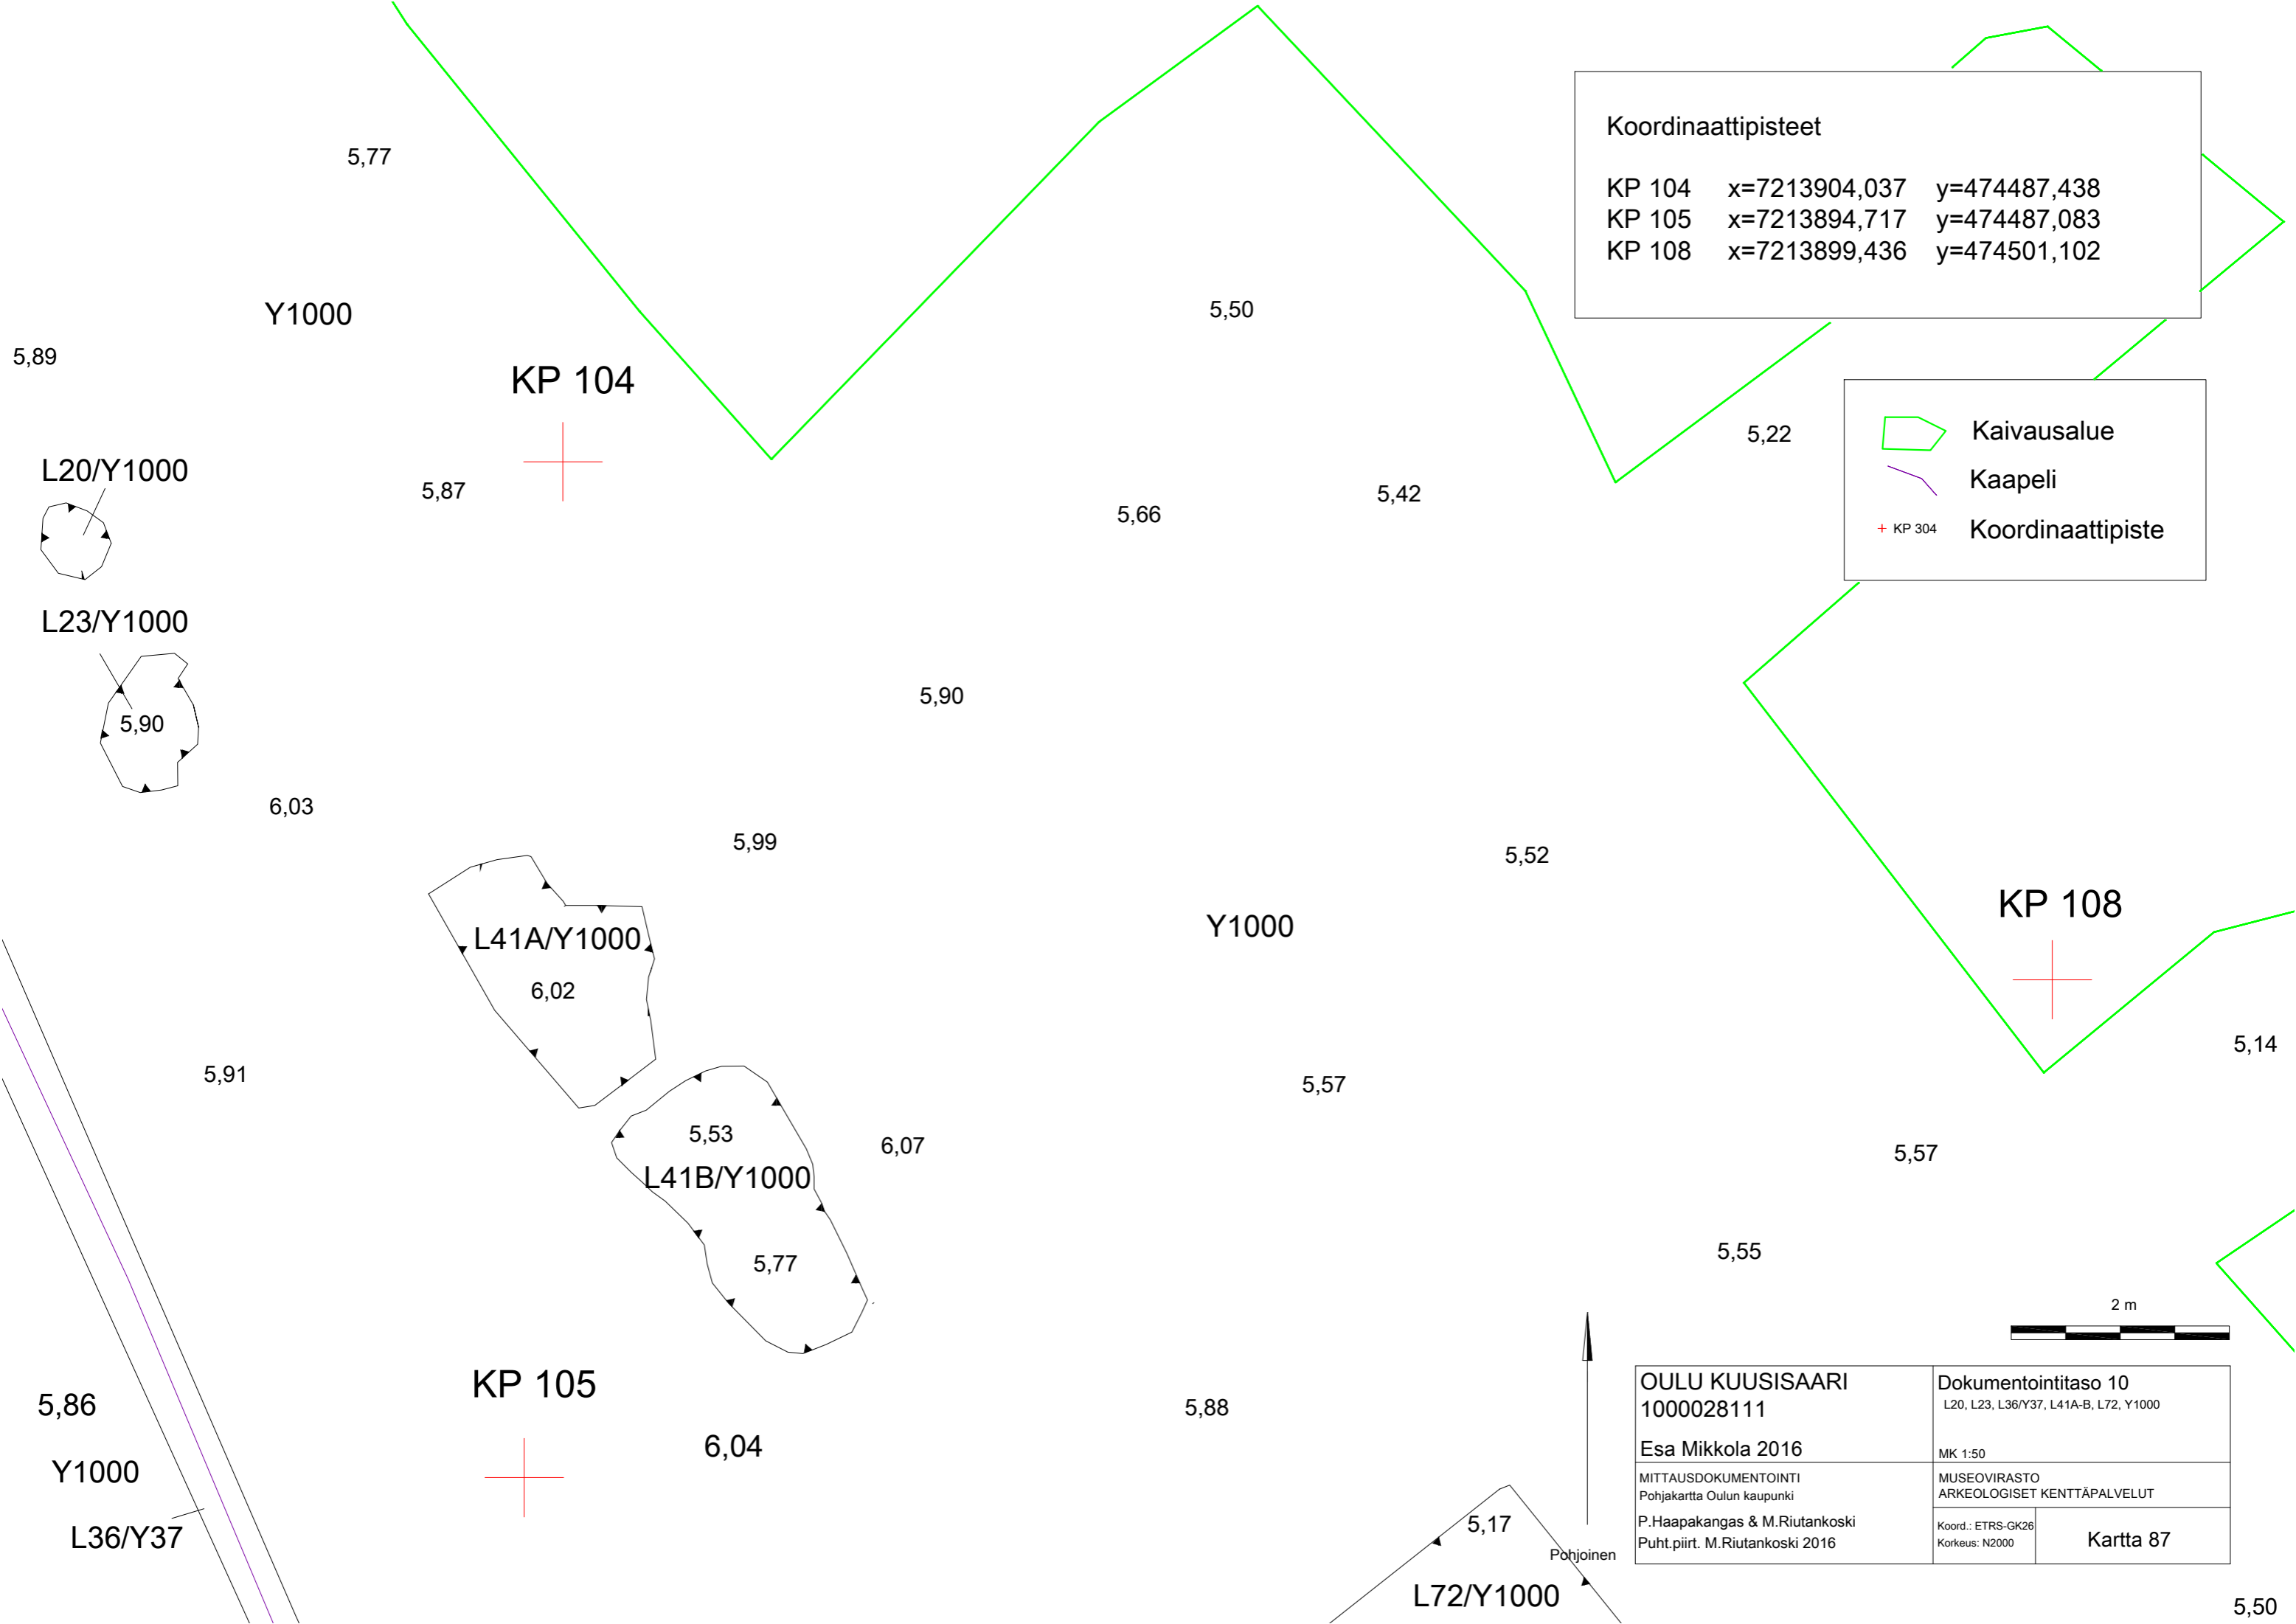 Koordinaattipisteet
KP 104 x=7213904,037 y=474487,438
KP 105 x=7213894,717 y=474487,083
KP 108 x=7213899,436 y=474501,102
5,77
Y1000
5,50
5,89
KP 104
Kaivausalue
5,22
Kaapeli
L20/Y1000
5,87
5,42
5,66
+ KP 304 Koordinaattipiste
L23/Y1000
5,90
5,90
6,03
5,99
5,52
KP 108
Y1000
L41A/Y1000
6,02
5,14
5,91
5,57
5,53
6,07
5,57
L41B/Y1000
5,55
5,77
2 m
KP 105
5,86
5,88
6,04
Y1000
L36/Y37
5,17
Pohjoinen
L72/Y1000
OULU KUUSISAARI
1000028111
Esa Mikkola 2016
Dokumentointitaso 10
L20, L23, L36/Y37, L41A-B, L72, Y1000
MK 1:50
MITTAUSDOKUMENTOINTI
Pohjakartta Oulun kaupunki
P.Haapakangas & M.Riutankoski
Puht.piirt. M.Riutankoski 2016
MUSEOVIRASTO
ARKEOLOGISET KENTTÄPALVELUT
Koord.: ETRS-GK26
Korkeus: N2000
Kartta 87
5,50